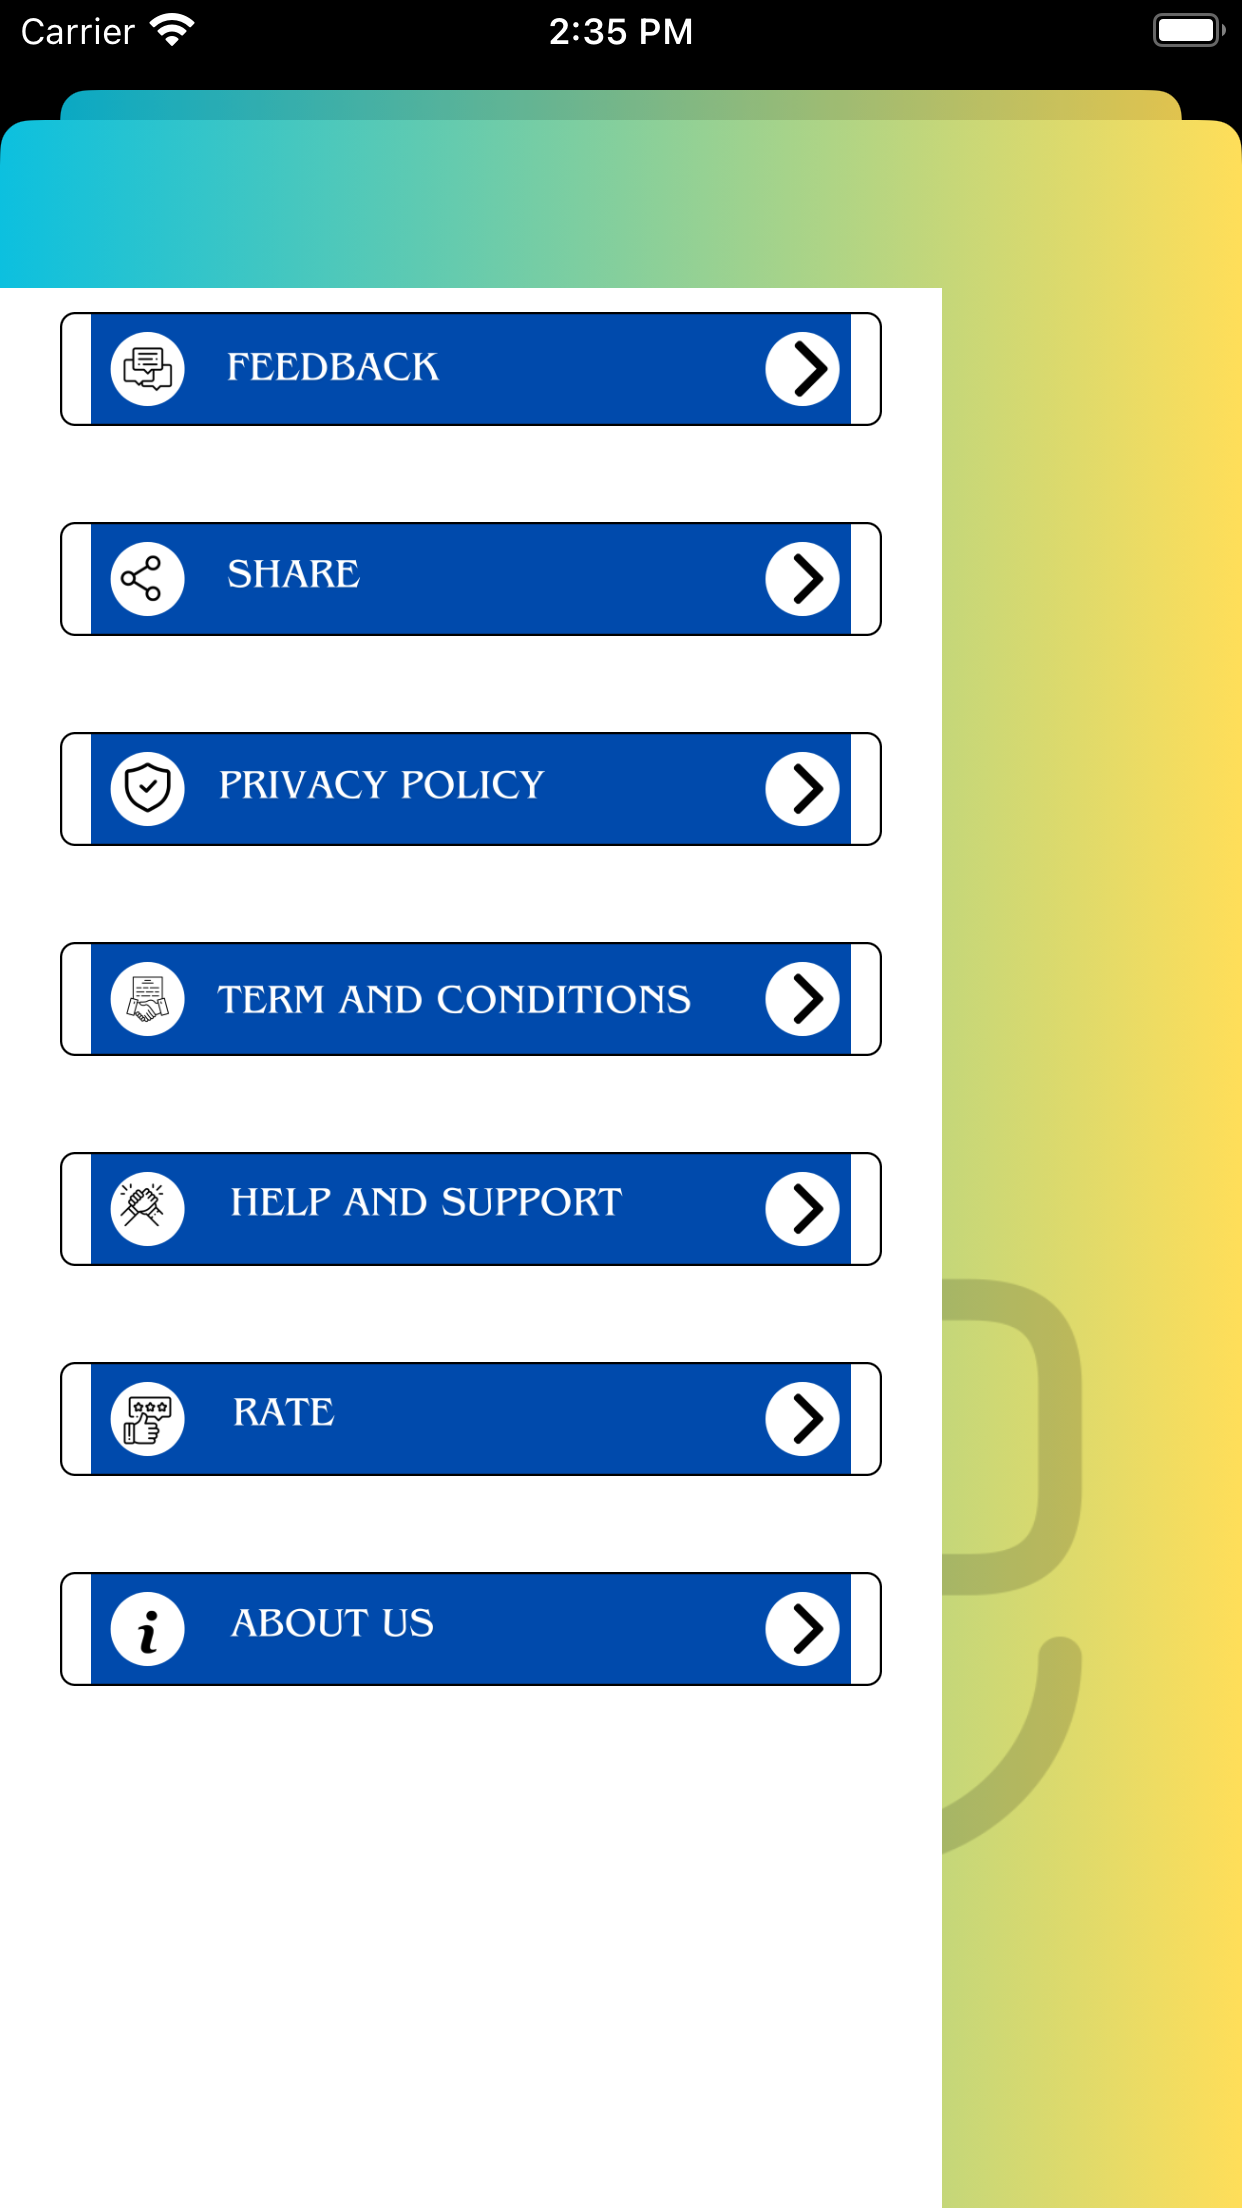 Carrier
2:35 PM
FEEDBACK
SHARE
PRIVACY POLICY
TERM AND CONDITIONS
HELP AND SUPPORT
RATE
ABOUT US